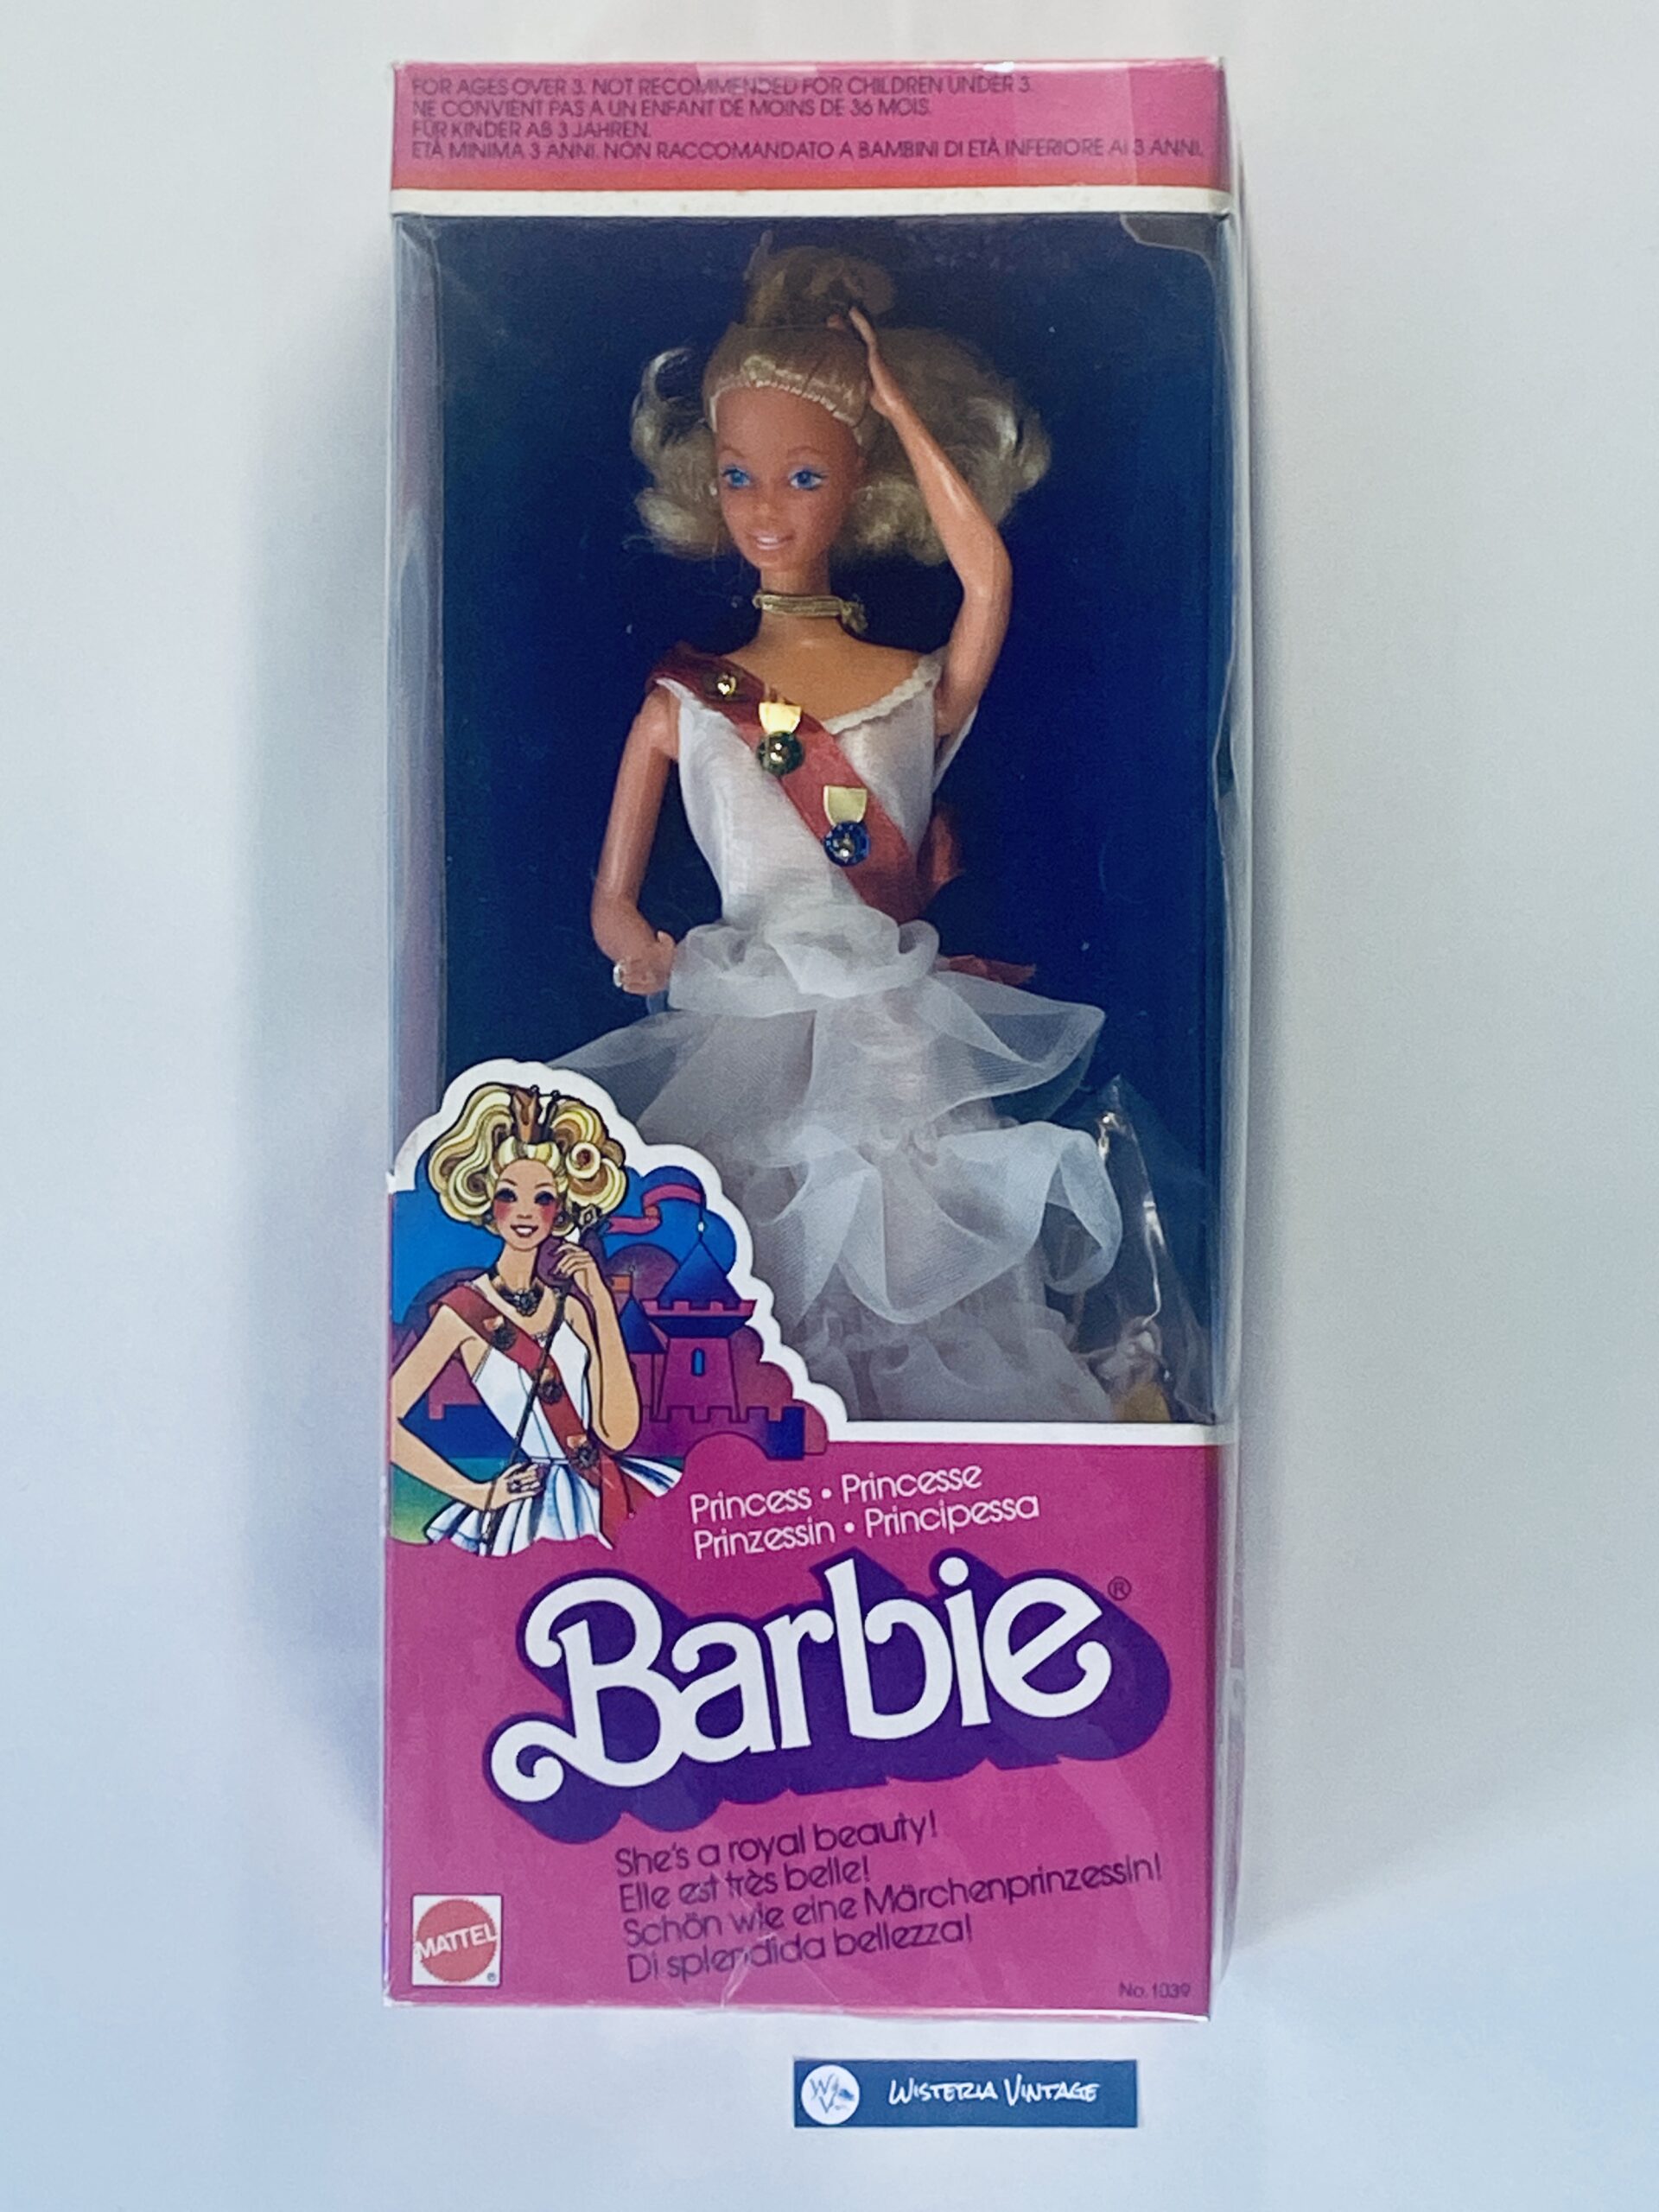 FOR AGES OVER 3. NOT RECOMMENDED FOR CHILDREN UNDER 3.
NE CONVIENT PAS A UN ENFANT DE MOINS DE 36 MOIS.
FÜR KINDER AB 3 JAHREN.
ETÀ MINIMA 3 ANNI. NON RACCOMANDATO A BAMBINI DI ETÀ INFERIORE AI 3 ANNI.
Princess • Princesse
Prinzessin • Principessa
Barbie®
She's a royal beauty!
Elle est très belle!
Schön wie eine Märchenprinzessin!
Di splendida bellezza!
MATTEL®
No. 1039
WV
WISTERIA VINTAGE